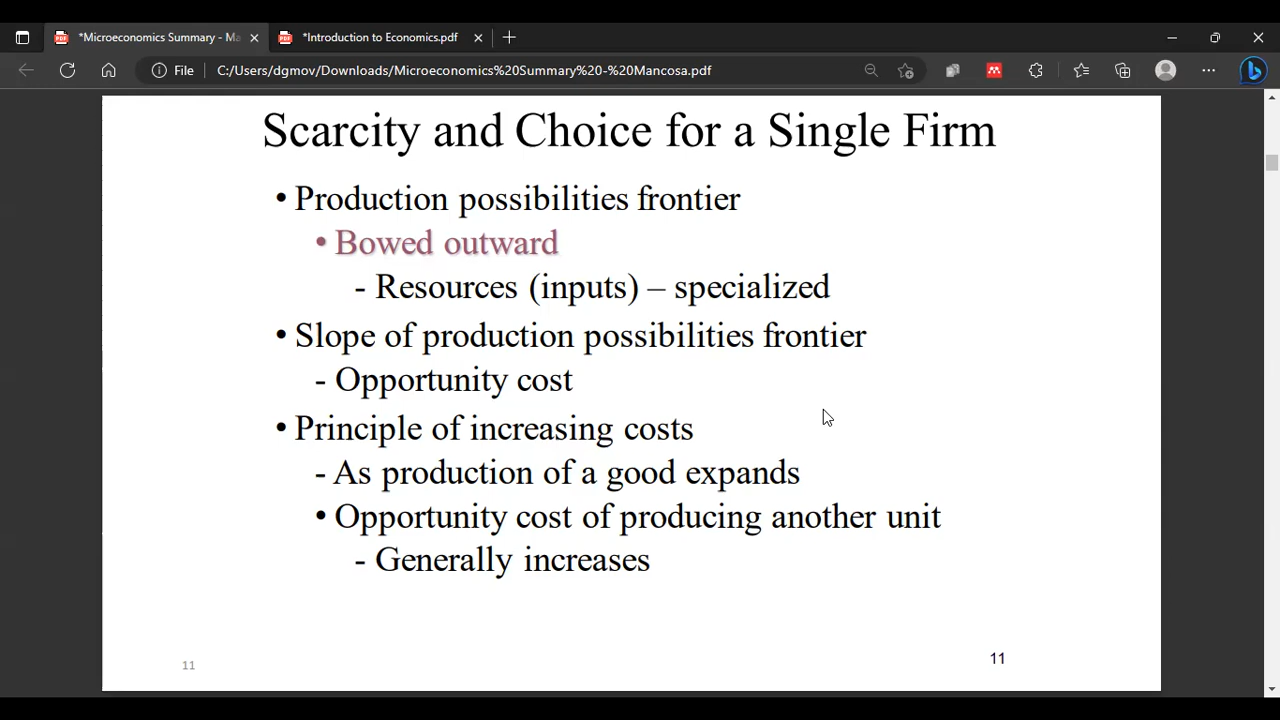 *Microeconomics Summary - Ma
*Introduction to Economics.pdf
File
C:/Users/dgmov/Downloads/Microeconomics%20Summary%20-%20Mancosa.pdf
Scarcity and Choice for a Single Firm
• Production possibilities frontier
• Bowed outward
- Resources (inputs) – specialized
• Slope of production possibilities frontier
- Opportunity cost
• Principle of increasing costs
- As production of a good expands
• Opportunity cost of producing another unit
- Generally increases
11
11